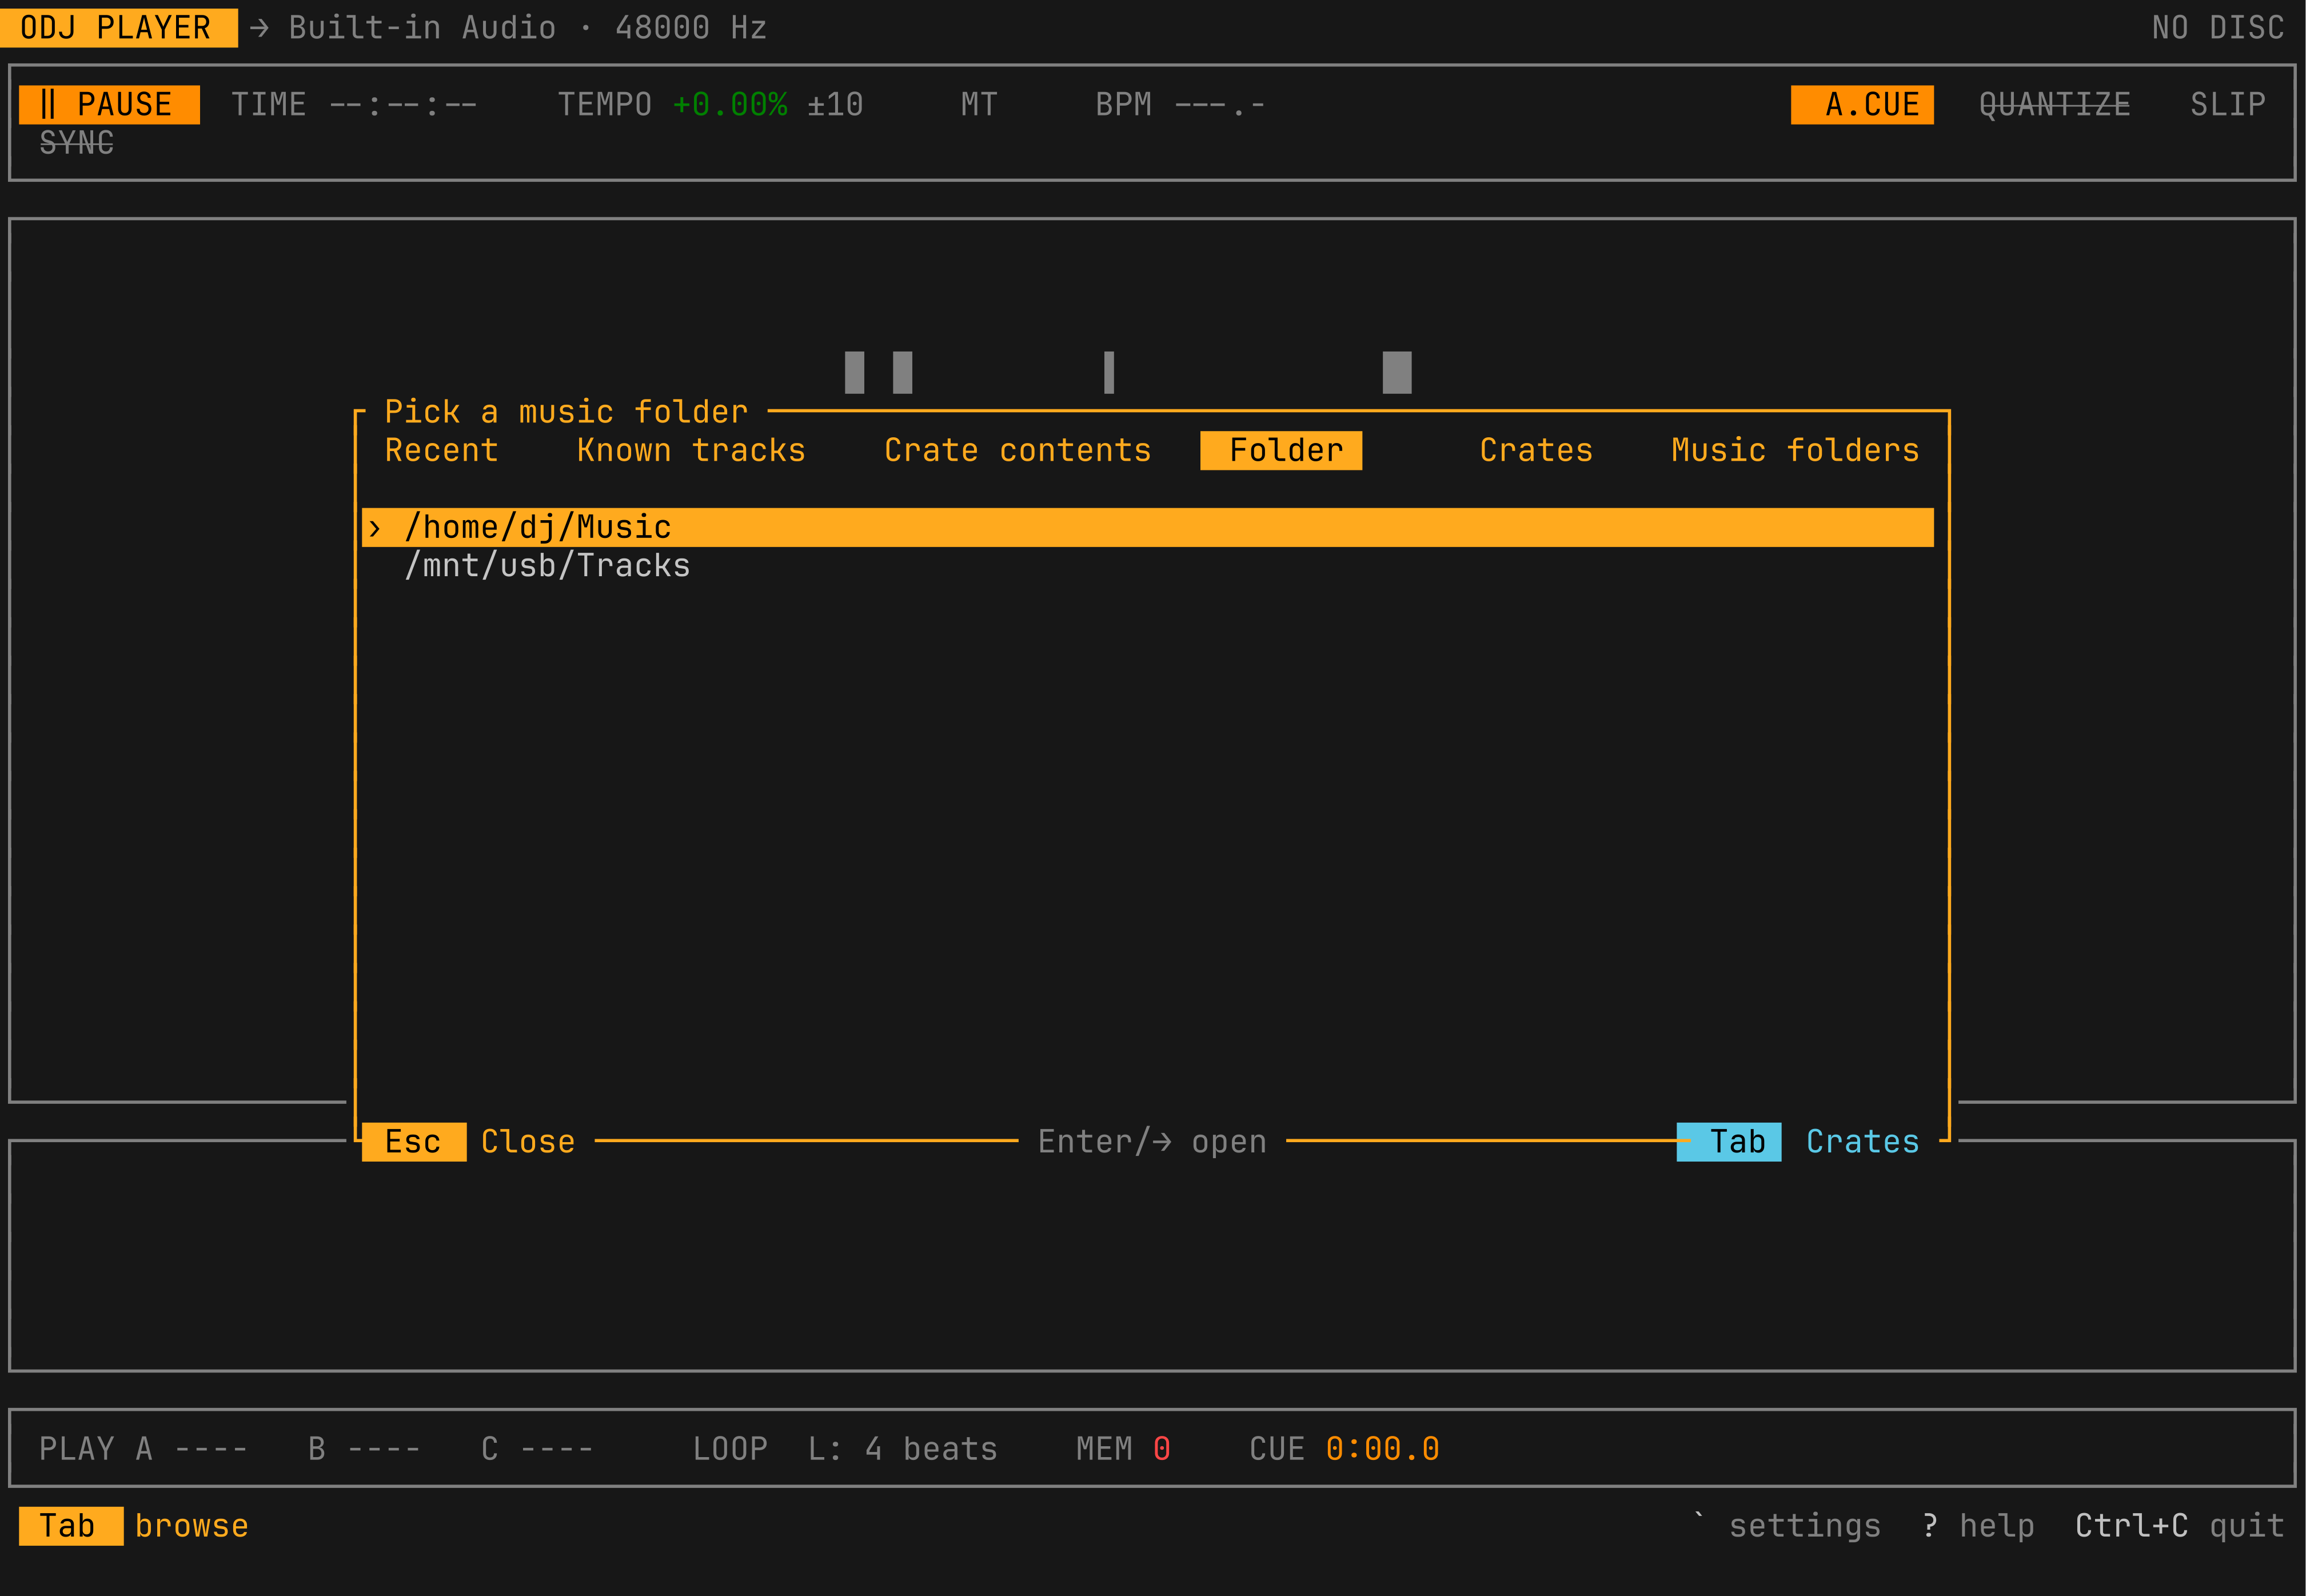 ODJ PLAYER → Built-in Audio · 48000 Hz NO DISC
‖ PAUSE TIME --:--:-- TEMPO +0.00% ±10 MT BPM ---.- A.CUE QUANTIZE SLIP
SYNC
Pick a music folder
Recent Known tracks Crate contents Folder Crates Music folders
› /home/dj/Music
/mnt/usb/Tracks
Esc Close Enter/→ open Tab Crates
PLAY A ---- B ---- C ---- LOOP L: 4 beats MEM 0 CUE 0:00.0
Tab browse ` settings ? help Ctrl+C quit